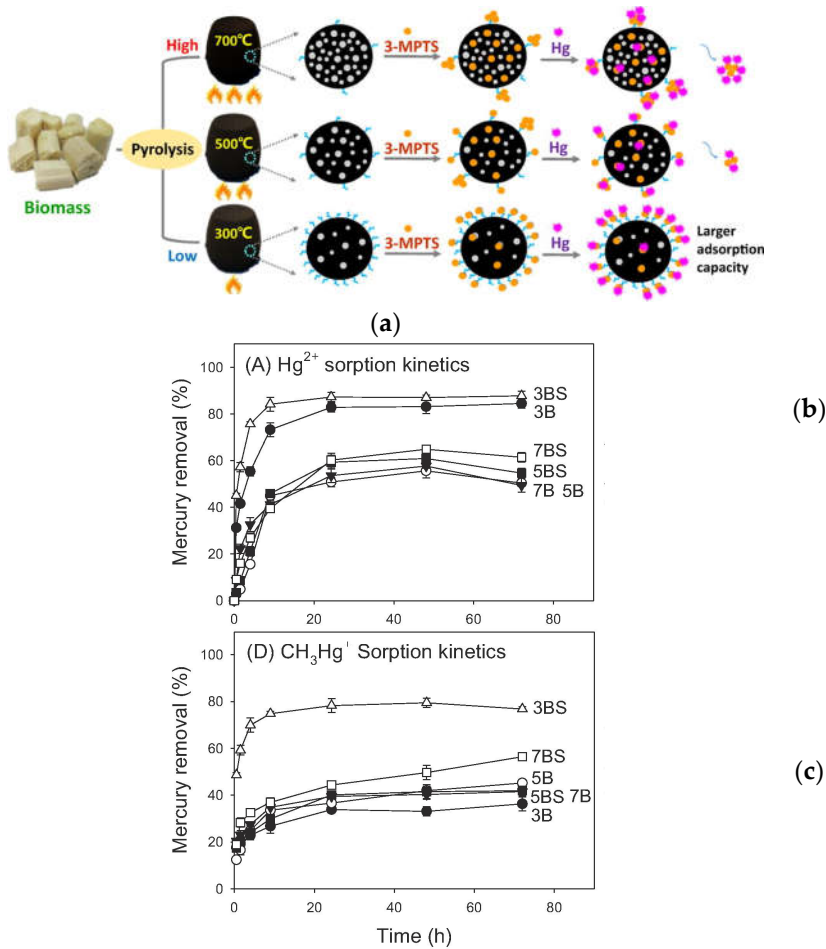 High
700℃
3-MPTS
Hg
Pyrolysis
500℃
3-MPTS
Hg
Biomass
300℃
Low
3-MPTS
Hg
Larger
adsorption
capacity
(a)
(A) Hg2+ sorption kinetics
Mercury removal (%)
100
80
60
40
20
0
3BS
3B
7BS
5BS
7B 5B
0 20 40 60 80
(b)
(D) CH3Hg+ Sorption kinetics
Mercury removal (%)
100
80
60
40
20
0
3BS
7BS
5B
5BS 7B
3B
0 20 40 60 80
Time (h)
(c)